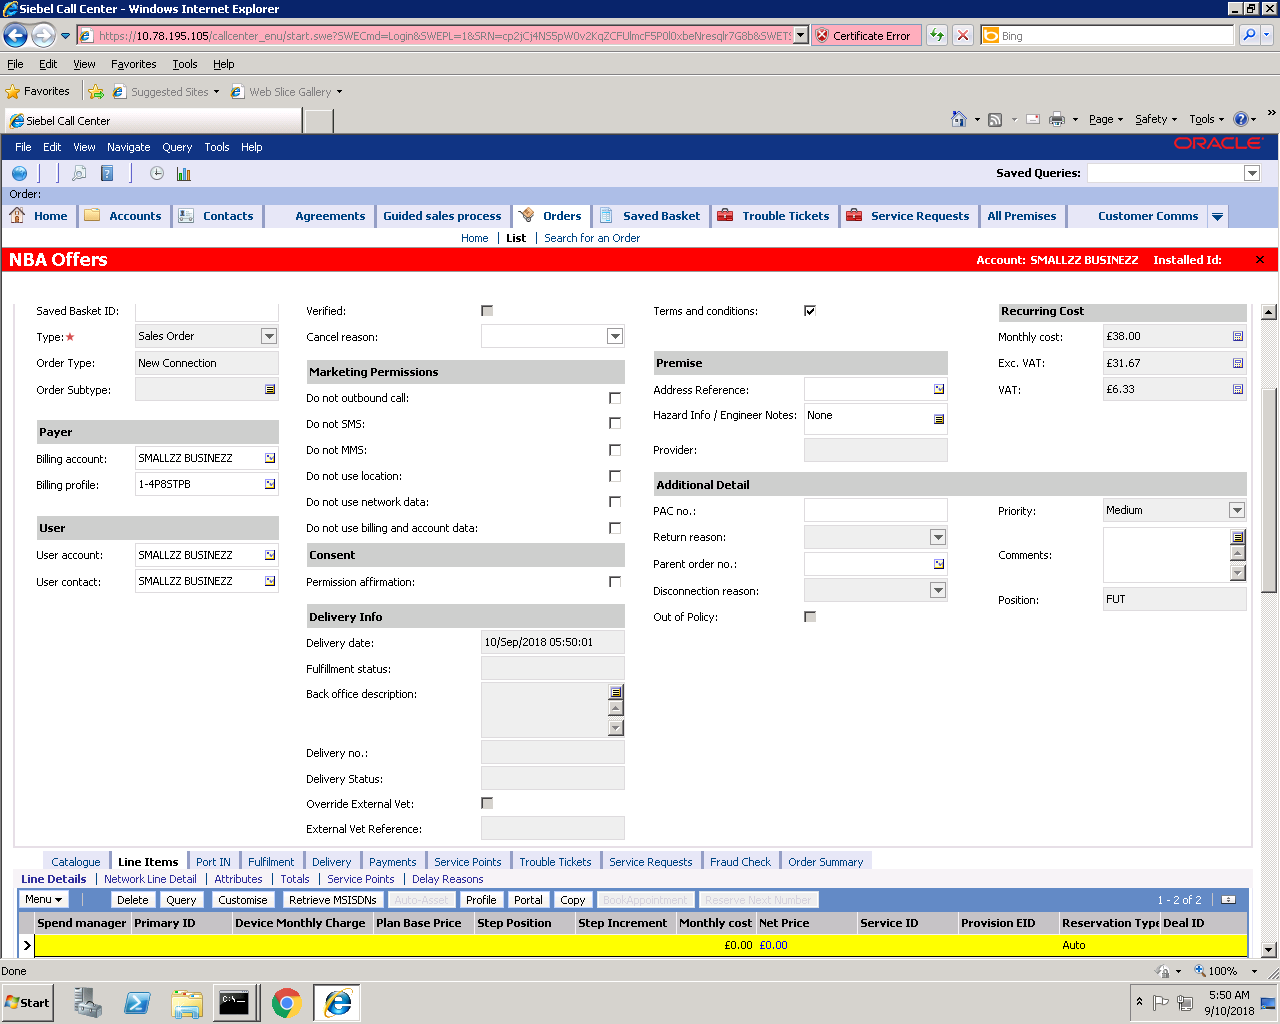 Siebel Call Center - Windows Internet Explorer
https://10.78.195.105/callcenter_enu/start.swe?SWECmd=Login&SWEPL=1&SRN=
Certificate Error
Bing
File Edit View Favorites Tools Help
Favorites Suggested Sites Web Slice Gallery
Siebel Call Center
Page Safety Tools »
File Edit View Navigate Query Tools Help
ORACLE
Saved Queries:
Order:
Home Accounts Contacts Agreements Guided sales process Orders Saved Basket Trouble Tickets Service Requests All Premises Customer Comms
Home List Search for an Order
NBA Offers Account: SMALLZZ BUSINEZZ Installed Id:
Saved Basket ID: Verified: Terms and conditions: Recurring Cost
Type: Sales Order Cancel reason: Monthly cost: £38.00
Order Type: New Connection Premise Exc. VAT: £31.67
Marketing Permissions
Order Subtype: Do not outbound call: Address Reference: VAT: £6.33
Do not SMS: Hazard Info / Engineer Notes: None
Payer
Billing account: SMALLZZ BUSINEZZ Do not MMS: Provider:
Billing profile: 1-4P8STPB Do not use location: Additional Detail
Do not use network data: PAC no.: Priority: Medium
User Do not use billing and account data: Return reason:
User account: SMALLZZ BUSINEZZ Consent Parent order no.: Comments:
User contact: SMALLZZ BUSINEZZ Permission affirmation: Disconnection reason:
Position: FUT
Delivery Info Out of Policy:
Delivery date: 10/Sep/2018 05:50:01
Fulfillment status:
Back office description:
Delivery no.:
Delivery Status:
Override External Vet:
External Vet Reference:
Catalogue Line Items Port IN Fulfilment Delivery Payments Service Points Trouble Tickets Service Requests Fraud Check Order Summary
Line Details Network Line Detail Attributes Totals Service Points Delay Reasons
Menu Delete Query Customise Retrieve MSISDNs Auto-Asset Profile Portal Copy BookAppointment Reserve Next Number 1 - 2 of 2
Spend manager Primary ID Device Monthly Charge Plan Base Price Step Position Step Increment Monthly cost Net Price Service ID Provision EID Reservation Type Deal ID
£0.00 £0.00 Auto
Done 100%
Start 5:50 AM
9/10/2018